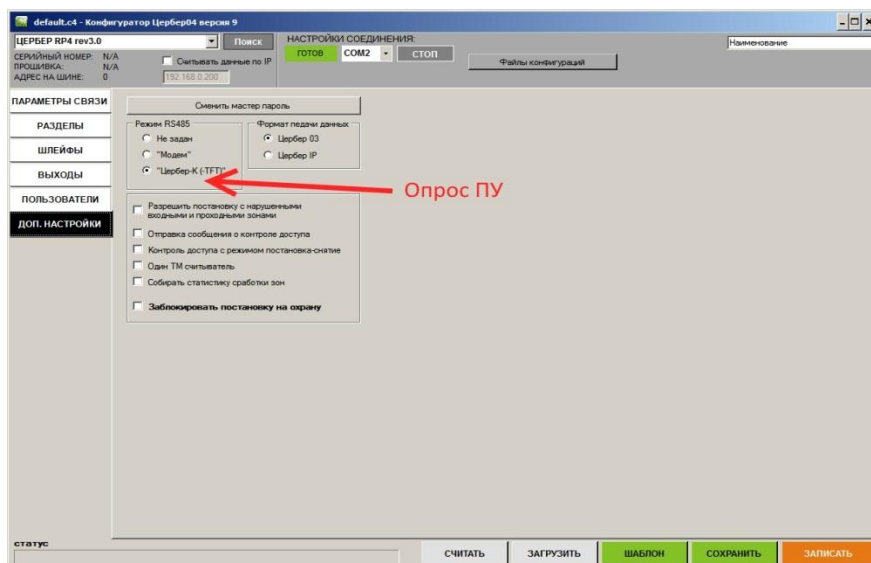 default.c4 - Конфигуратор Цербер04 версия 9
ЦЕРБЕР RP4 rev3.0
Поиск
СЕРИЙНЫЙ НОМЕР: N/A
ПРОШИВКА: N/A
АДРЕС НА ШИНЕ: 0
Считывать данные по IP
192.168.0.200
НАСТРОЙКИ СОЕДИНЕНИЯ:
ГОТОВ
COM2
СТОП
Файлы конфигураций
Наименование
ПАРАМЕТРЫ СВЯЗИ
РАЗДЕЛЫ
ШЛЕЙФЫ
ВЫХОДЫ
ПОЛЬЗОВАТЕЛИ
ДОП. НАСТРОЙКИ
Сменить мастер пароль
Режим RS485
Не задан
"Модем"
"Цербер-К (-TFT)"
Формат педачи данных
Цербер 03
Цербер IP
Опрос ПУ
Разрешить постановку с нарушенными
входными и проходными зонами
Отправка сообщения о контроле доступа
Контроль доступа с режимом постановка-снятие
Один ТМ считыватель
Собирать статистику сработки зон
Заблокировать постановку на охрану
статус
СЧИТАТЬ
ЗАГРУЗИТЬ
ШАБЛОН
СОХРАНИТЬ
ЗАПИСАТЬ